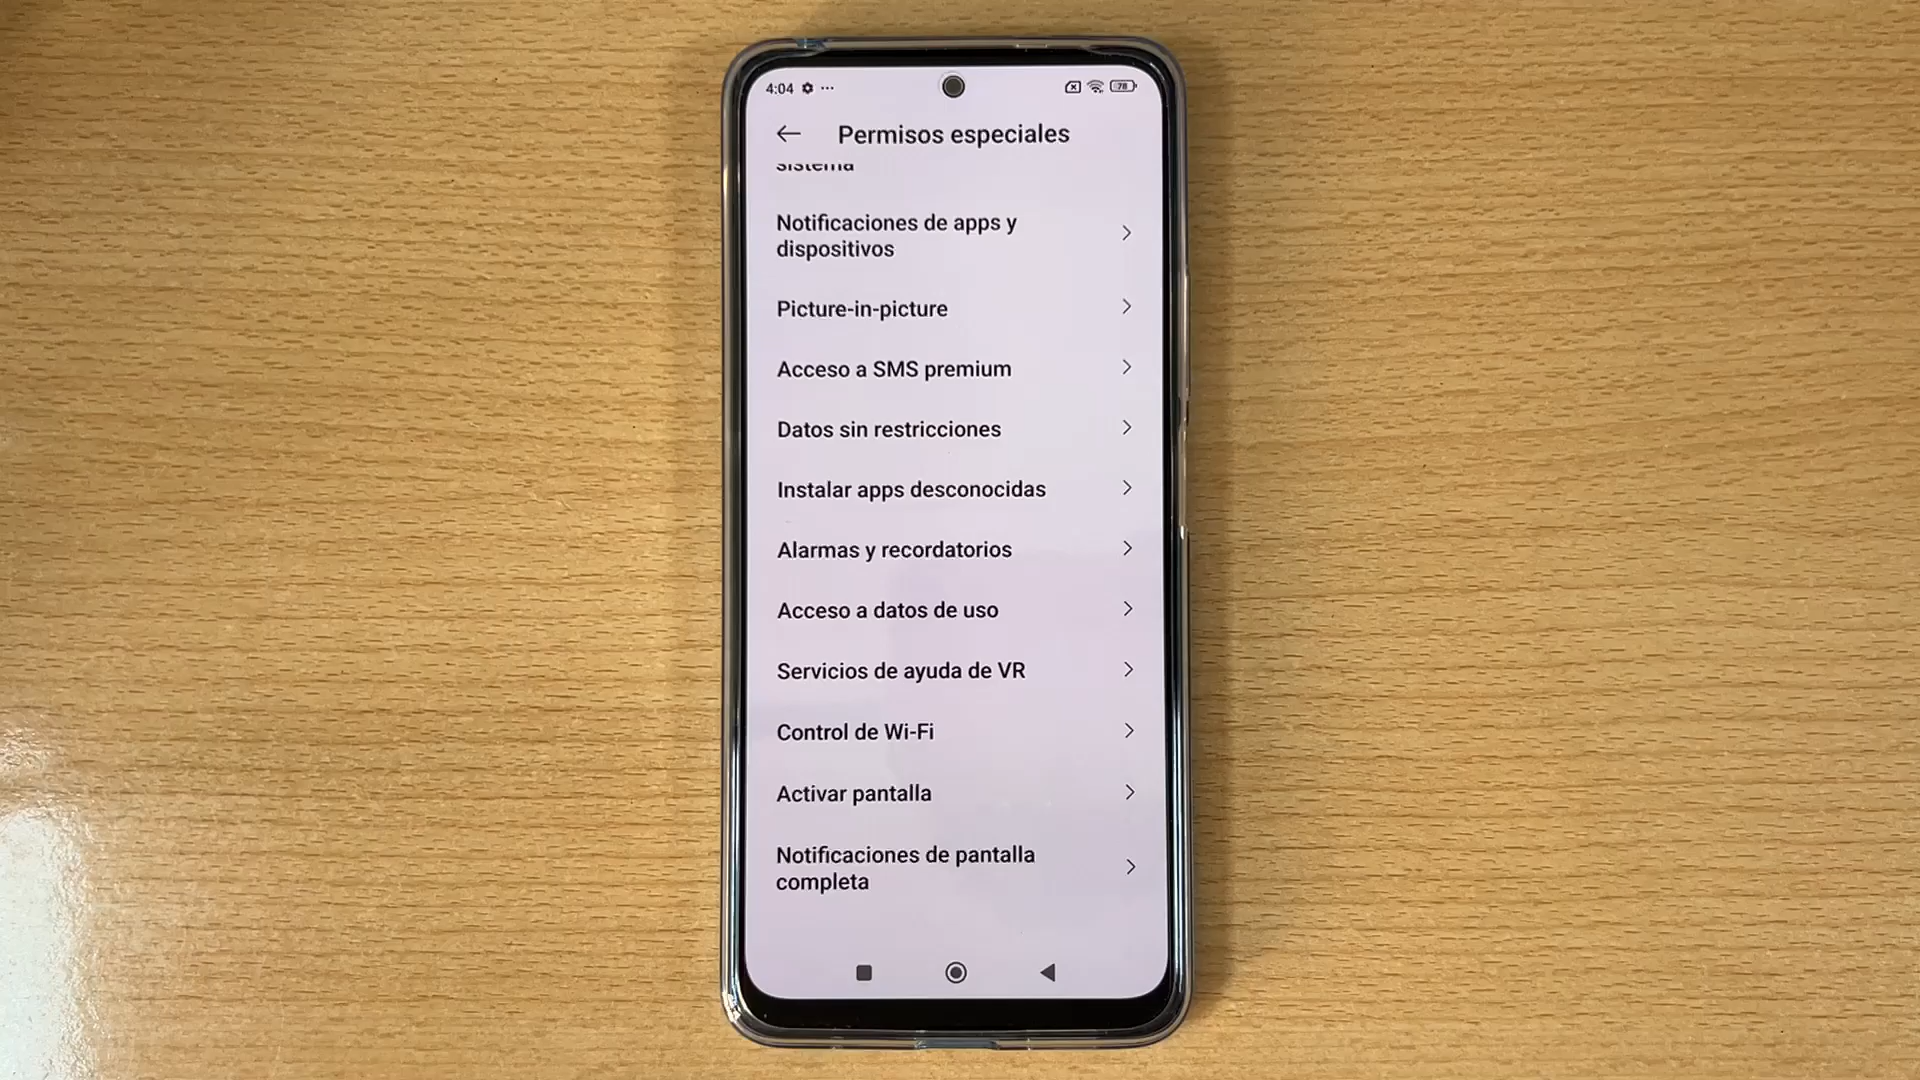 4:04
78
Permisos especiales
sistema
Notificaciones de apps y
dispositivos
Picture-in-picture
Acceso a SMS premium
Datos sin restricciones
Instalar apps desconocidas
Alarmas y recordatorios
Acceso a datos de uso
Servicios de ayuda de VR
Control de Wi-Fi
Activar pantalla
Notificaciones de pantalla
completa